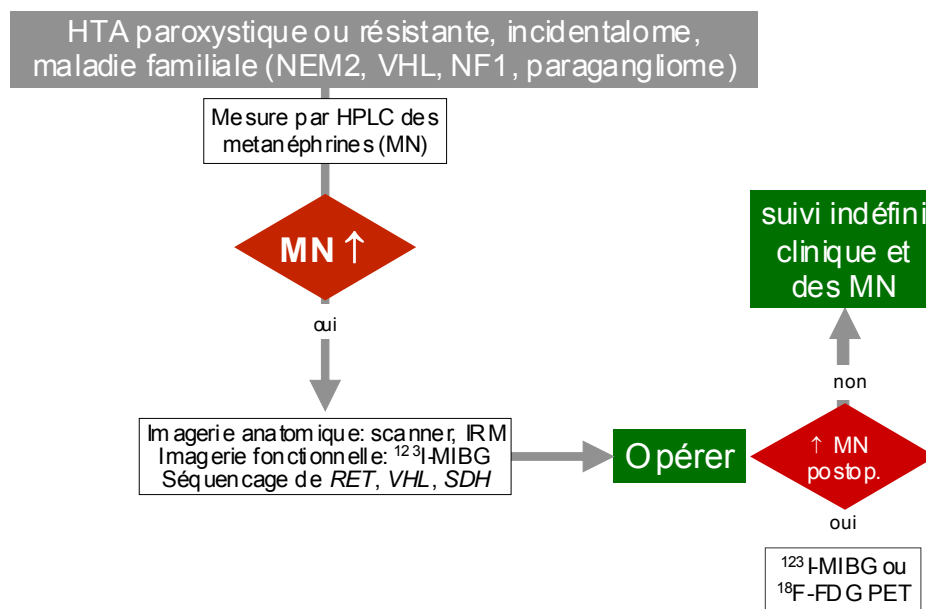 HTA paroxystique ou résistante, incidentalome,
maladie familiale (NEM2, VHL, NF1, paragangliome)
Mesure par HPLC des
metanéphrines (MN)
MN ↑
oui
Imagerie anatomique: scanner, IRM
Imagerie fonctionnelle: ¹²³I-MIBG
Séquencage de RET, VHL, SDH
Opérer
↑ MN
postop.
non
suivi indéfini
clinique et
des MN
oui
¹²³I-MIBG ou
¹⁸F-FDG PET